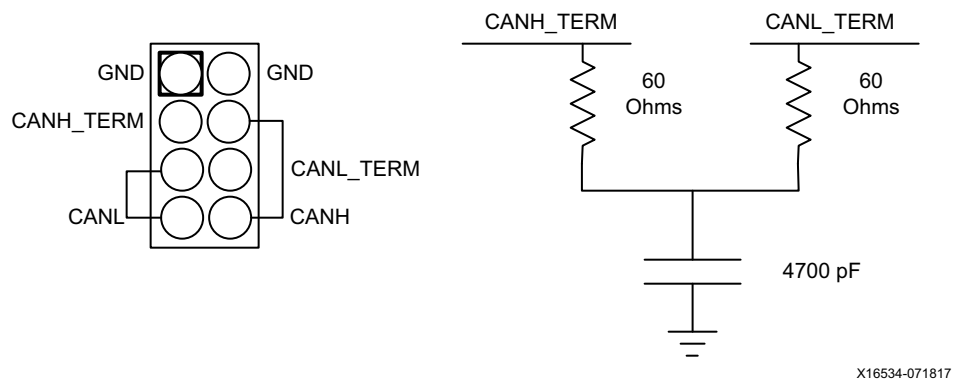 CANH_TERM
CANL_TERM
GND
GND
60
Ohms
60
Ohms
CANH_TERM
CANL_TERM
CANL
CANH
4700 pF
X16534-071817